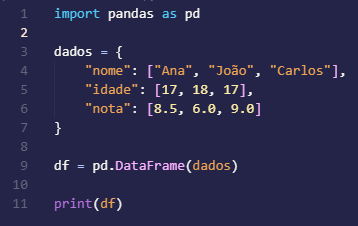 1 import pandas as pd
2
3 dados = {
4     "nome": ["Ana", "João", "Carlos"],
5     "idade": [17, 18, 17],
6     "nota": [8.5, 6.0, 9.0]
7 }
8
9 df = pd.DataFrame(dados)
10
11 print(df)